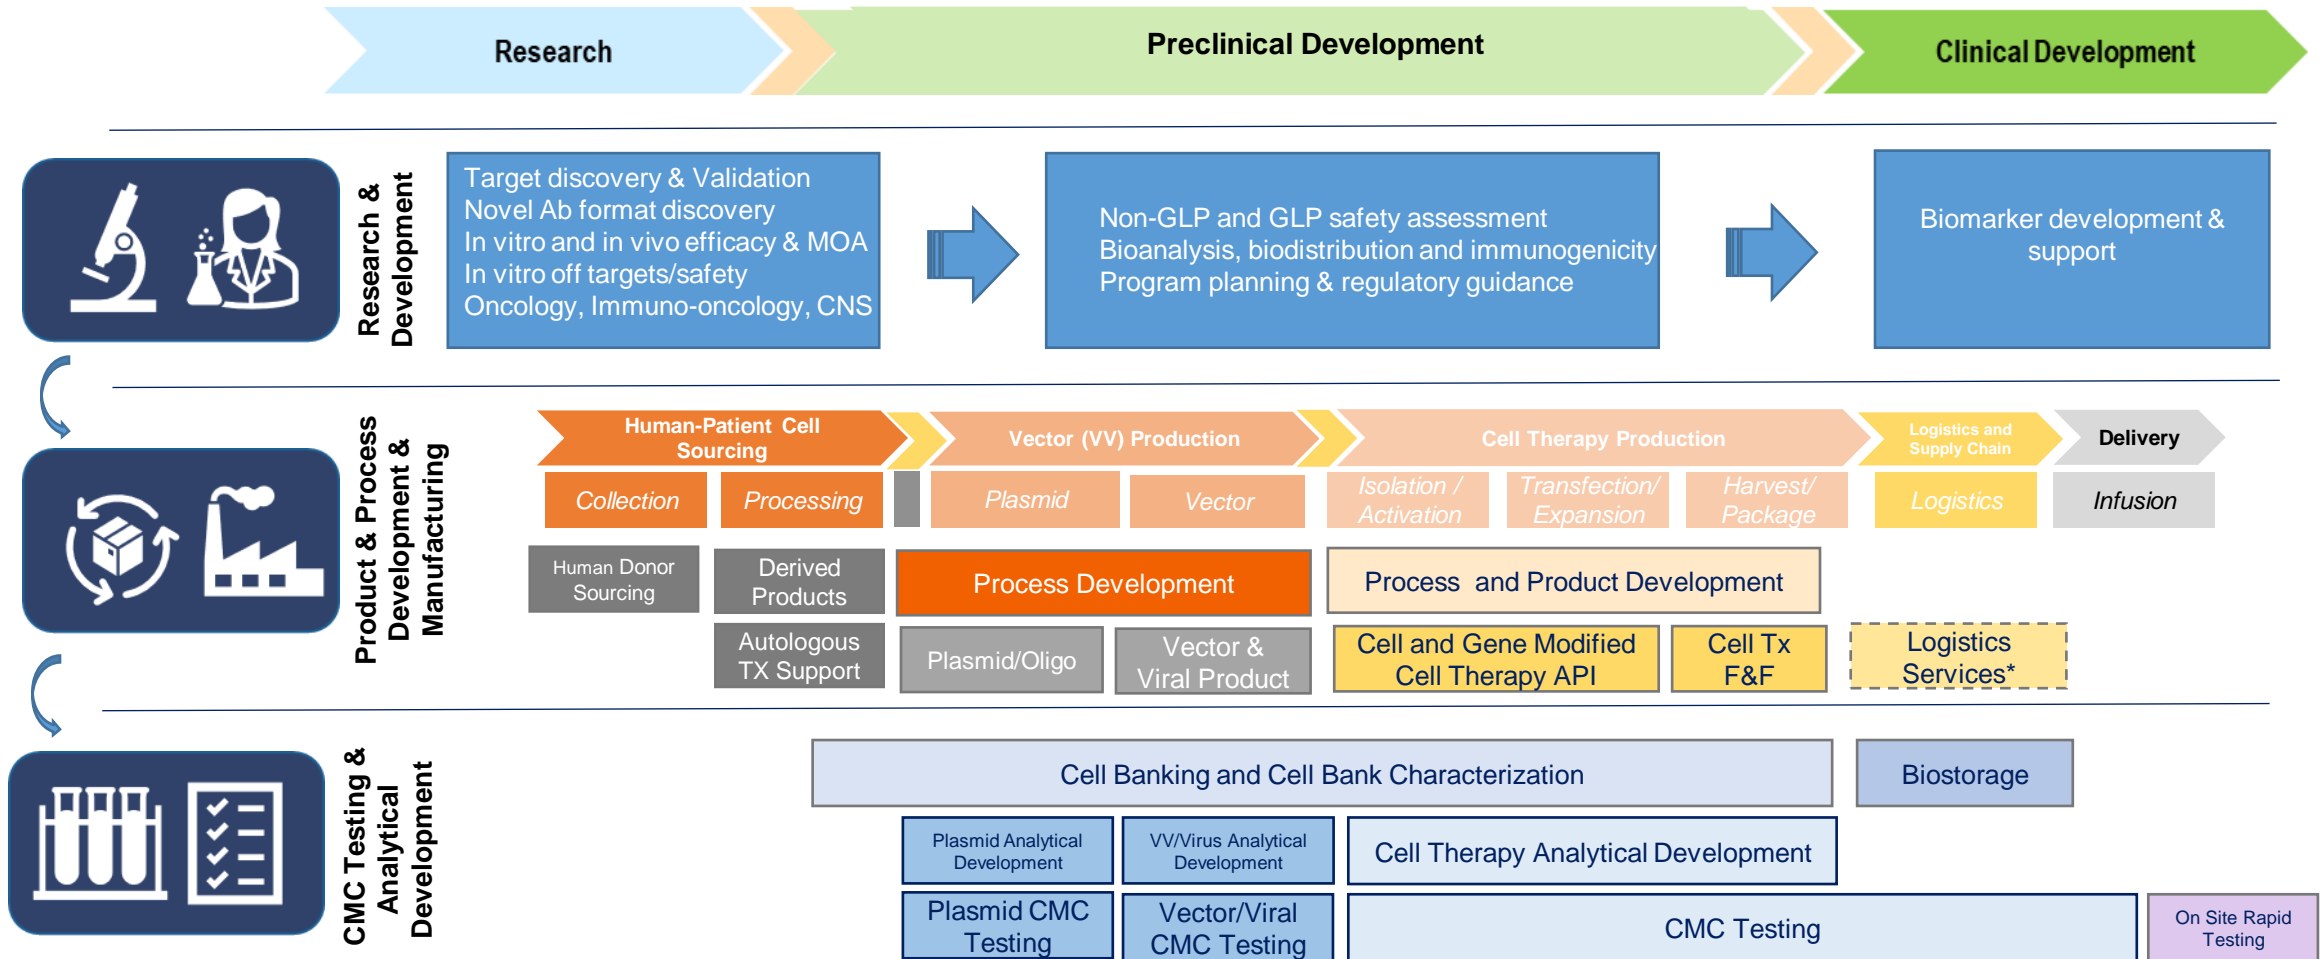 Research
Preclinical Development
Clinical Development
Research &
Development
Target discovery & Validation
Novel Ab format discovery
In vitro and in vivo efficacy & MOA
In vitro off targets/safety
Oncology, Immuno-oncology, CNS
Non-GLP and GLP safety assessment
Bioanalysis, biodistribution and immunogenicity
Program planning & regulatory guidance
Biomarker development &
support
Product & Process
Development &
Manufacturing
Human-Patient Cell
Sourcing
Vector (VV) Production
Cell Therapy Production
Logistics and
Supply Chain
Delivery
Collection
Processing
Plasmid
Vector
Isolation /
Activation
Transfection/
Expansion
Harvest/
Package
Logistics
Infusion
Human Donor
Sourcing
Derived
Products
Process Development
Process and Product Development
Autologous
TX Support
Plasmid/Oligo
Vector &
Viral Product
Cell and Gene Modified
Cell Therapy API
Cell Tx
F&F
Logistics
Services*
CMC Testing &
Analytical
Development
Cell Banking and Cell Bank Characterization
Biostorage
Plasmid Analytical
Development
VV/Virus Analytical
Development
Cell Therapy Analytical Development
Plasmid CMC
Testing
Vector/Viral
CMC Testing
CMC Testing
On Site Rapid
Testing